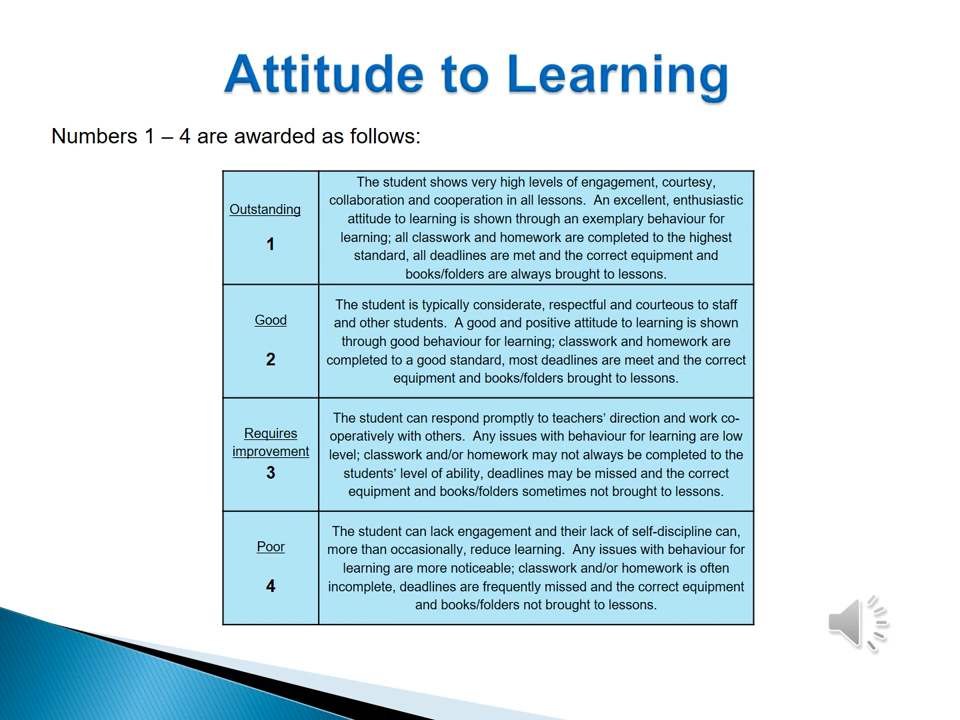 Attitude to Learning
Numbers 1 – 4 are awarded as follows:
Outstanding
1
The student shows very high levels of engagement, courtesy,
collaboration and cooperation in all lessons.  An excellent, enthusiastic
attitude to learning is shown through an exemplary behaviour for
learning; all classwork and homework are completed to the highest
standard, all deadlines are met and the correct equipment and
books/folders are always brought to lessons.
Good
2
The student is typically considerate, respectful and courteous to staff
and other students.  A good and positive attitude to learning is shown
through good behaviour for learning; classwork and homework are
completed to a good standard, most deadlines are meet and the correct
equipment and books/folders brought to lessons.
Requires
improvement
3
The student can respond promptly to teachers’ direction and work co-
operatively with others.  Any issues with behaviour for learning are low
level; classwork and/or homework may not always be completed to the
students’ level of ability, deadlines may be missed and the correct
equipment and books/folders sometimes not brought to lessons.
Poor
4
The student can lack engagement and their lack of self-discipline can,
more than occasionally, reduce learning.  Any issues with behaviour for
learning are more noticeable; classwork and/or homework is often
incomplete, deadlines are frequently missed and the correct equipment
and books/folders not brought to lessons.